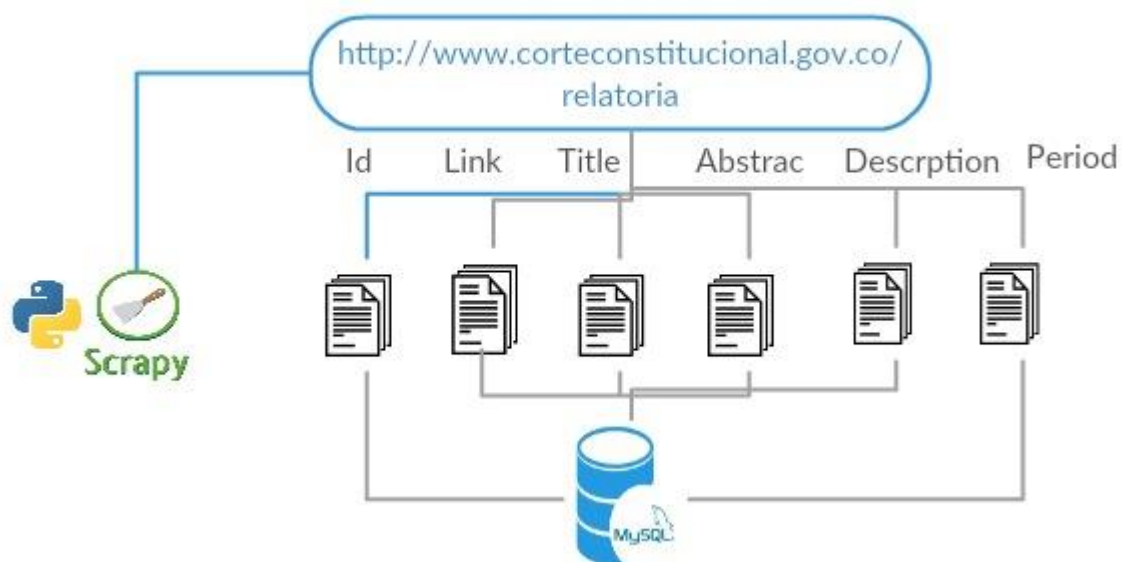 http://www.corteconstitucional.gov.co/
relatoria
Id Link Title Abstrac Descrption Period
Scrapy
MySQL